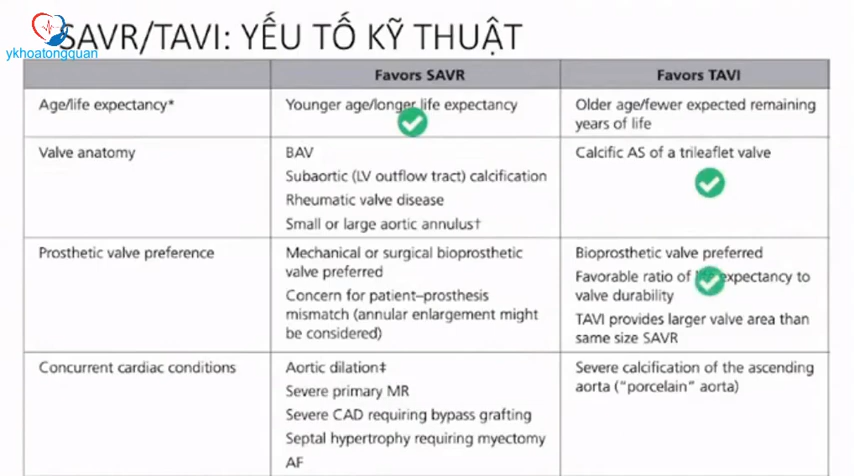 SAVR/TAVI: YẾU TỐ KỸ THUẬT
ykhoatongquan
Favors SAVR Favors TAVI
Age/life expectancy* Younger age/longer life expectancy Older age/fewer expected remaining
years of life
Valve anatomy BAV Calcific AS of a trileaflet valve
Subaortic (LV outflow tract) calcification
Rheumatic valve disease
Small or large aortic annulus†
Prosthetic valve preference Mechanical or surgical bioprosthetic Bioprosthetic valve preferred
valve preferred Favorable ratio of life expectancy to
Concern for patient–prosthesis valve durability
mismatch (annular enlargement might TAVI provides larger valve area than
be considered) same size SAVR
Concurrent cardiac conditions Aortic dilation‡ Severe calcification of the ascending
Severe primary MR aorta (“porcelain” aorta)
Severe CAD requiring bypass grafting
Septal hypertrophy requiring myectomy
AF